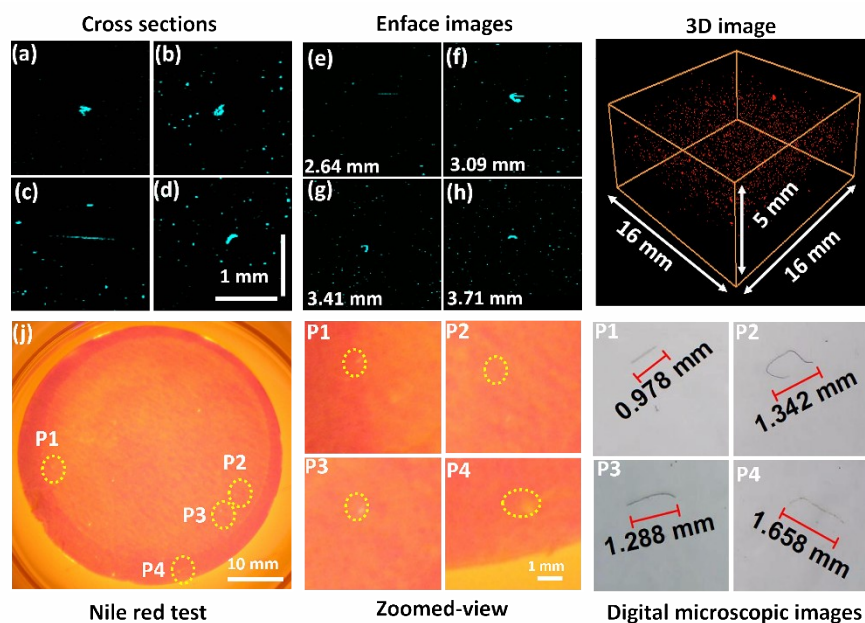 Cross sections
Enface images
3D image
(a)
(b)
(c)
(d)
1 mm
(e)
(f)
2.64 mm
3.09 mm
(g)
(h)
3.41 mm
3.71 mm
16 mm
5 mm
16 mm
(j)
P1
P2
P3
P4
10 mm
P1
P2
P3
P4
1 mm
P1
0.978 mm
P2
1.342 mm
P3
1.288 mm
P4
1.658 mm
Nile red test
Zoomed-view
Digital microscopic images